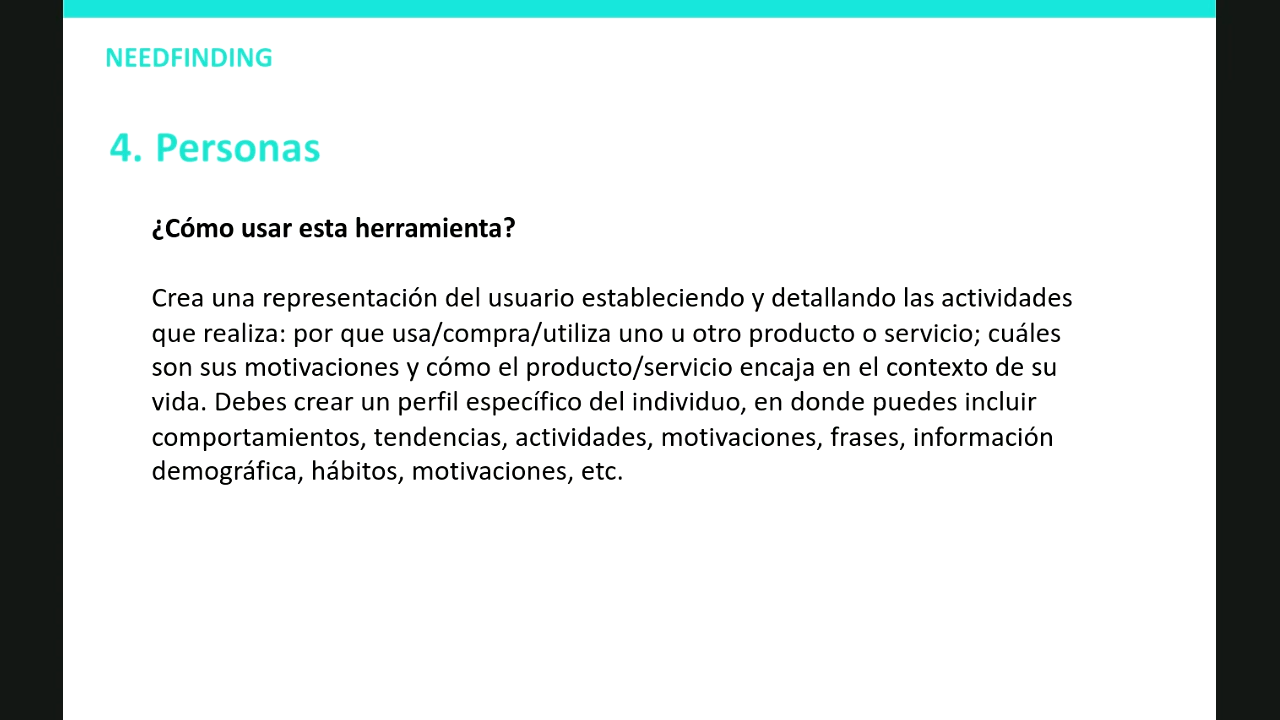 NEEDFINDING
4. Personas
¿Cómo usar esta herramienta?
Crea una representación del usuario estableciendo y detallando las actividades
que realiza: por que usa/compra/utiliza uno u otro producto o servicio; cuáles
son sus motivaciones y cómo el producto/servicio encaja en el contexto de su
vida. Debes crear un perfil específico del individuo, en donde puedes incluir
comportamientos, tendencias, actividades, motivaciones, frases, información
demográfica, hábitos, motivaciones, etc.